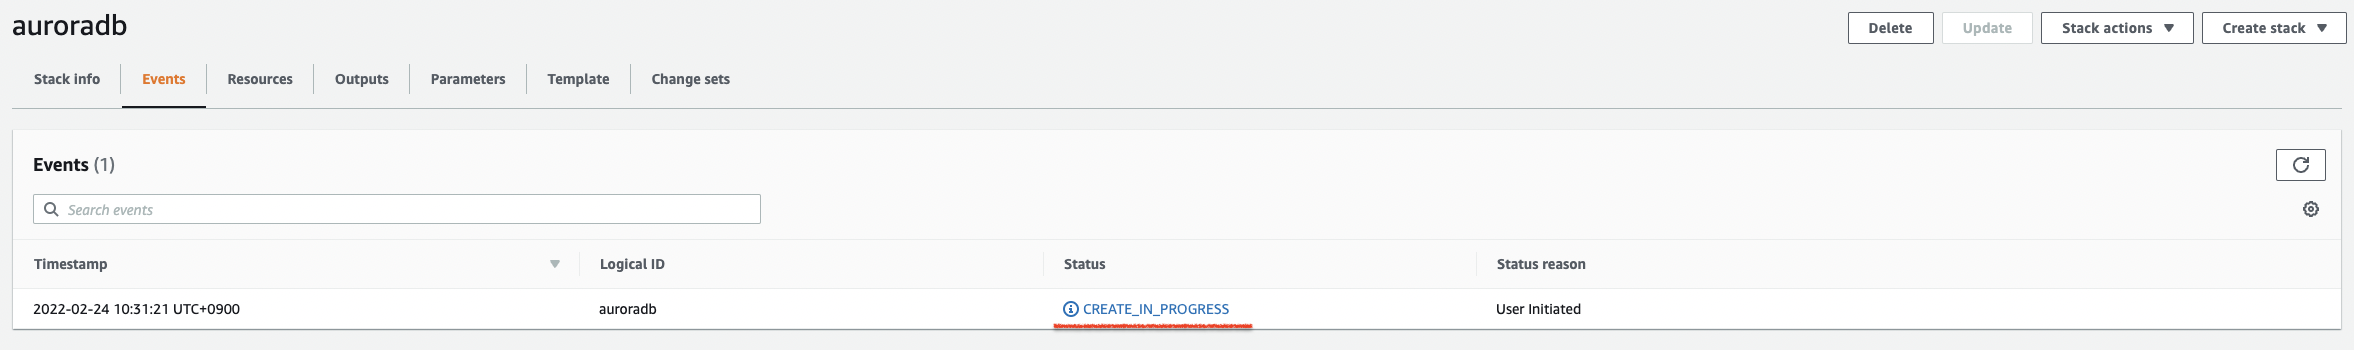 auroradb
Delete Update Stack actions Create stack
Stack info Events Resources Outputs Parameters Template Change sets
Events (1)
Search events
Timestamp Logical ID Status Status reason
2022-02-24 10:31:21 UTC+0900 auroradb CREATE_IN_PROGRESS User Initiated